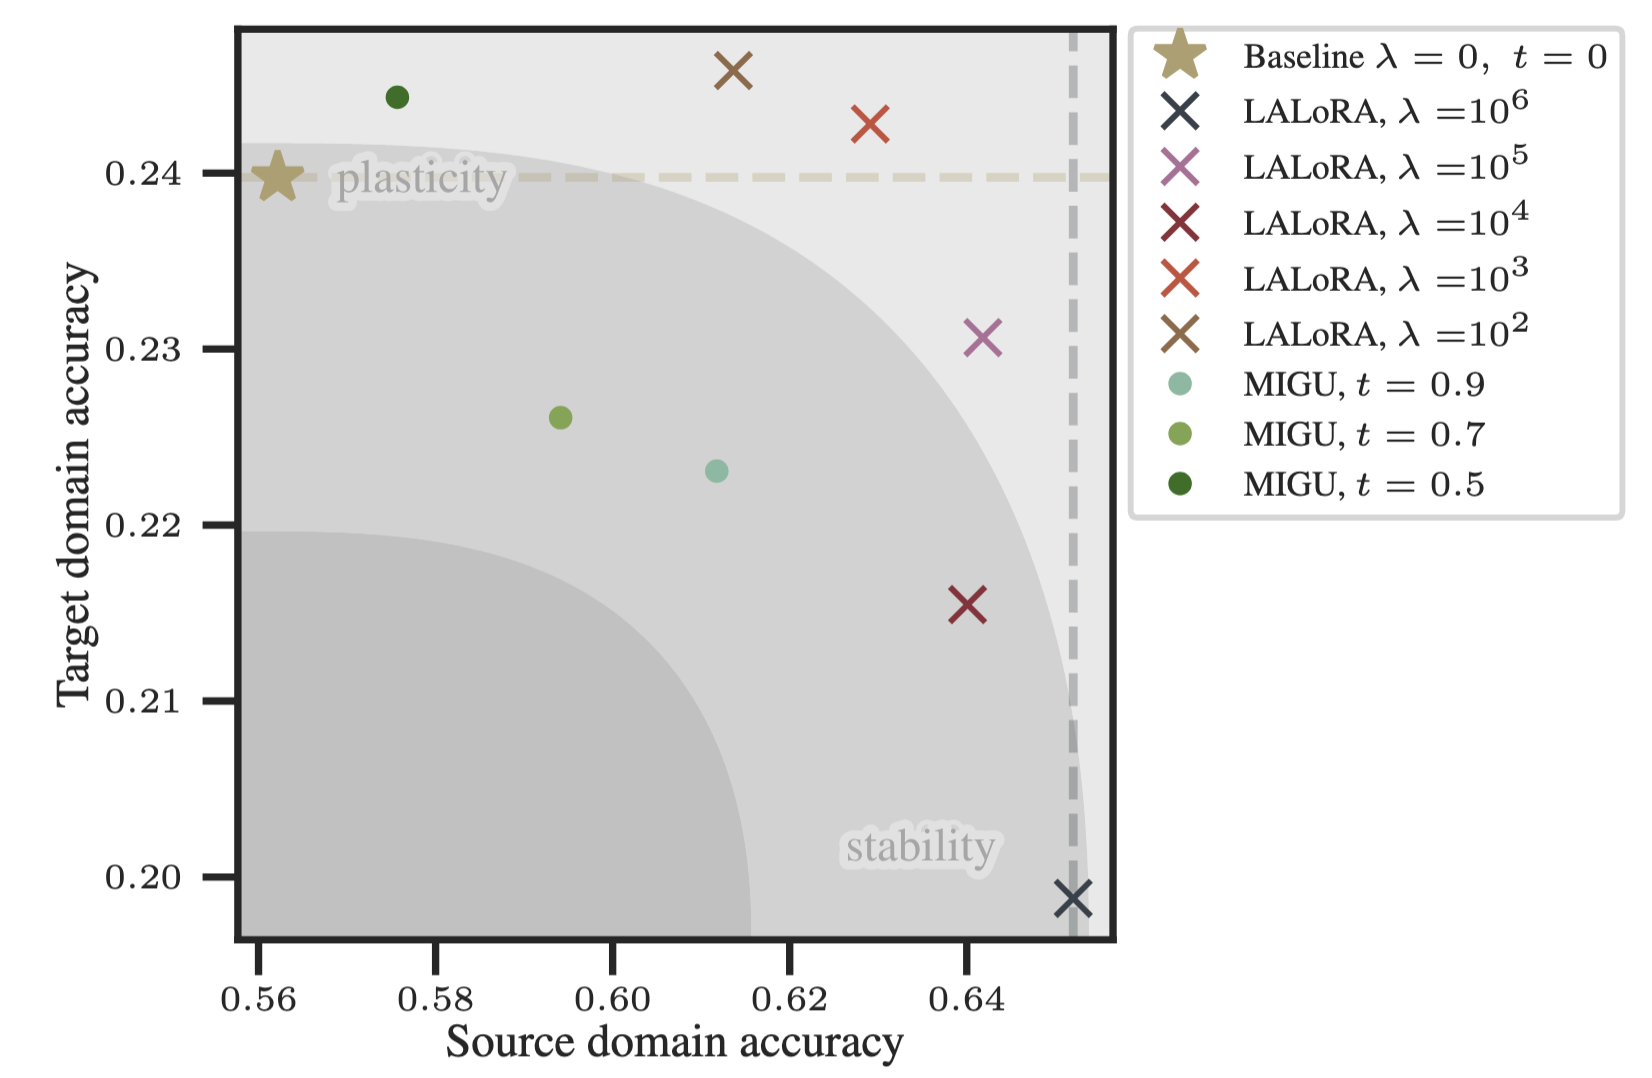 Baseline λ = 0, t = 0
LALoRA, λ =10⁶
LALoRA, λ =10⁵
LALoRA, λ =10⁴
LALoRA, λ =10³
LALoRA, λ =10²
MIGU, t = 0.9
MIGU, t = 0.7
MIGU, t = 0.5
Target domain accuracy
0.24
0.23
0.22
0.21
0.20
plasticity
stability
0.56 0.58 0.60 0.62 0.64
Source domain accuracy